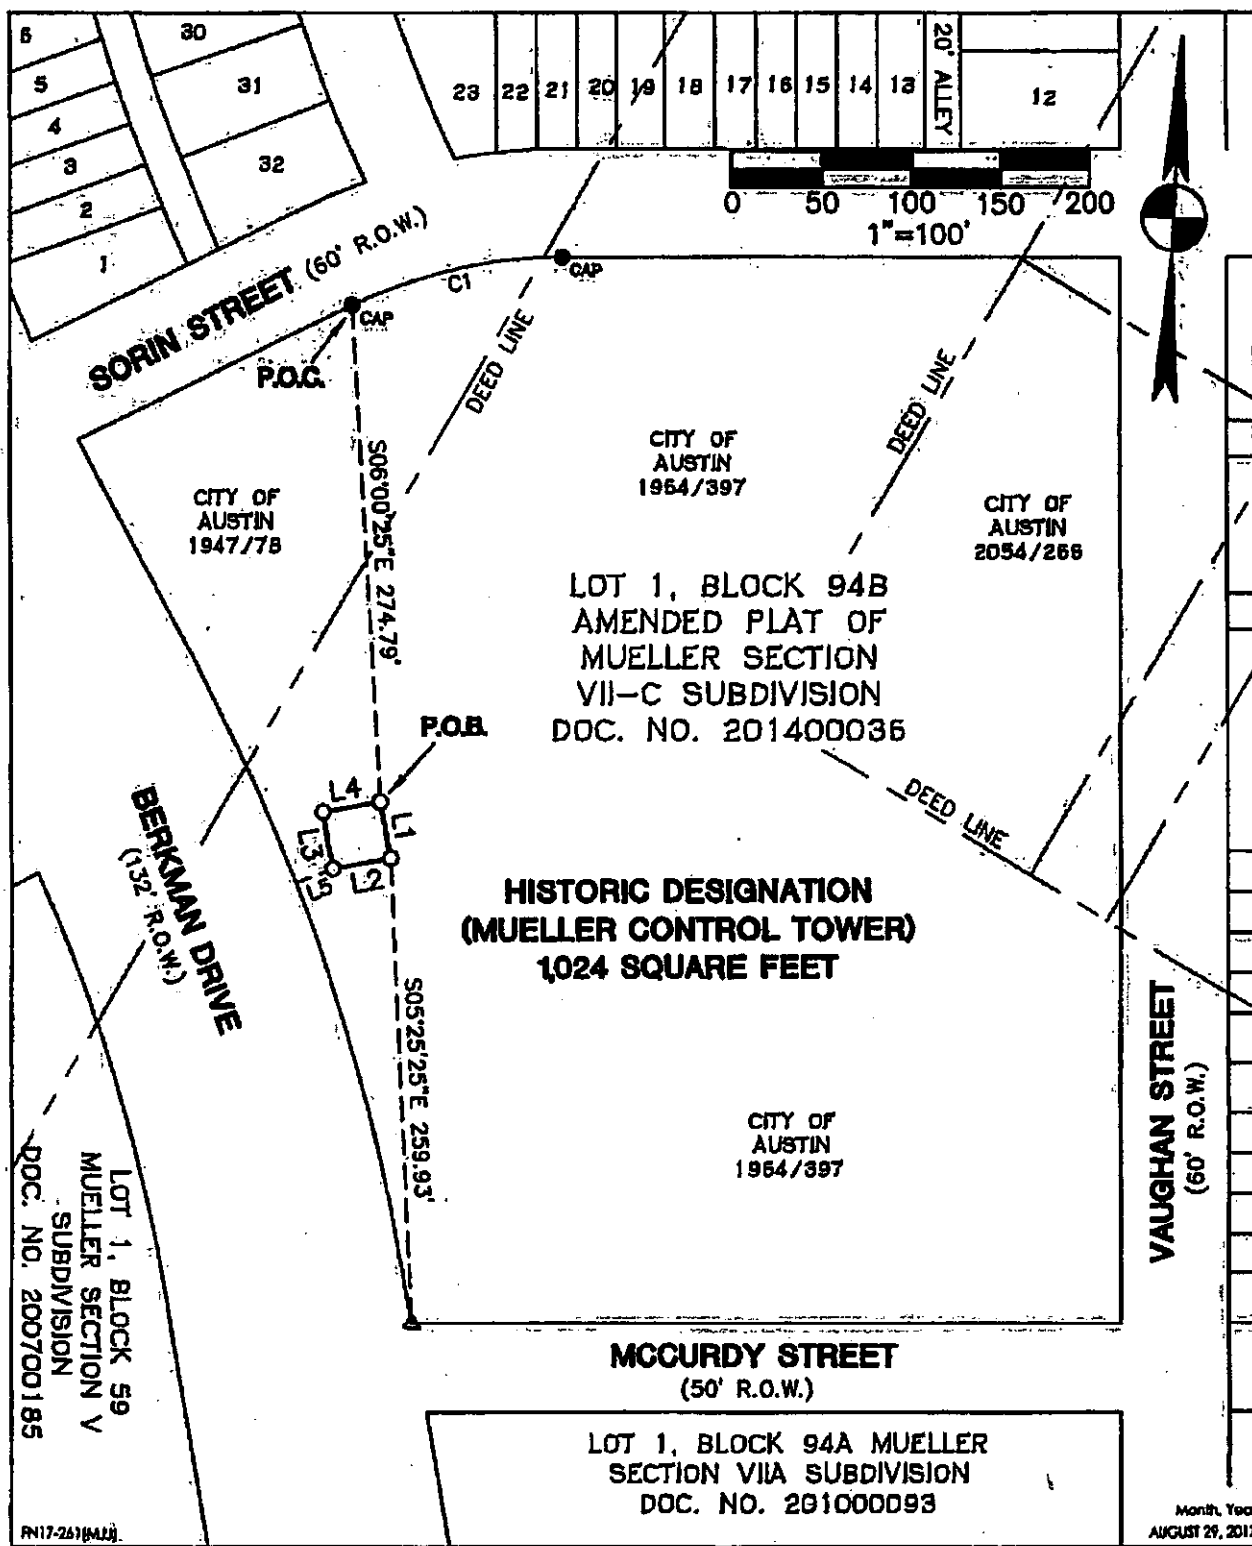 6
5
4
3
2
1
30
31
32
23 22 21 20 19 18 17 16 15 14 13
20' ALLEY
12
0 50 100 150 200
1"=100'
SORIN STREET (60' R.O.W.)
C1
CAP
CAP
P.O.C.
DEED LINE
DEED LINE
CITY OF
AUSTIN
1954/397
CITY OF
AUSTIN
1947/78
CITY OF
AUSTIN
2054/268
S06°00'25"E 274.79'
LOT 1, BLOCK 94B
AMENDED PLAT OF
MUELLER SECTION
VII-C SUBDIVISION
DOC. NO. 201400036
P.O.B.
L4
L1
L3
L2
L5
DEED LINE
BERKMAN DRIVE
(132' R.O.W.)
HISTORIC DESIGNATION
(MUELLER CONTROL TOWER)
1,024 SQUARE FEET
S05°25'25"E 259.93'
CITY OF
AUSTIN
1954/397
VAUGHAN STREET
(60' R.O.W.)
LOT 1, BLOCK 59
MUELLER SECTION V
SUBDIVISION
DOC. NO. 200700185
MCCURDY STREET
(50' R.O.W.)
LOT 1, BLOCK 94A MUELLER
SECTION VIIA SUBDIVISION
DOC. NO. 201000093
Month, Yea
AUGUST 29, 201